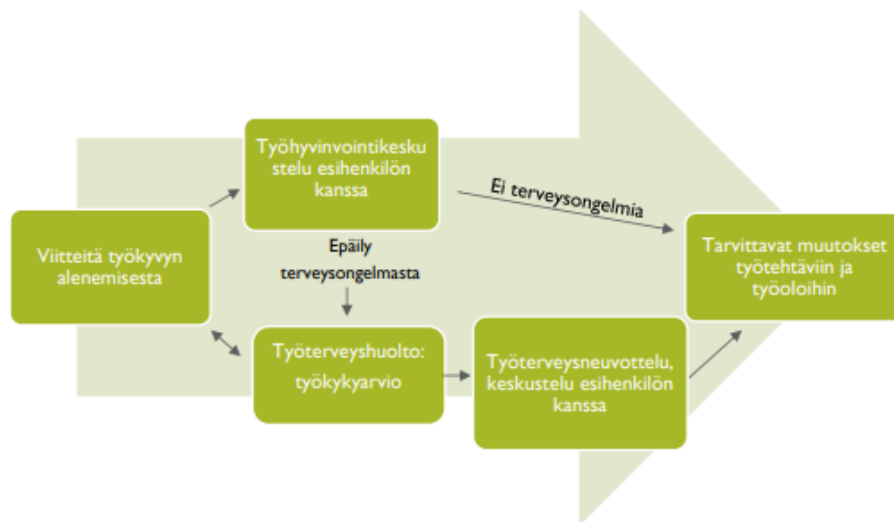 Työhyvinvointikesku
stelu esihenkilön
kanssa
Ei terveysongelmia
Viitteitä työkyvyn
alenemisesta
Epäily
terveysongelmasta
Tarvittavat muutokset
työtehtäviin ja
työoloihin
Työterveyshuolto:
työkykyarvio
Työterveysneuvottelu,
keskustelu esihenkilön
kanssa